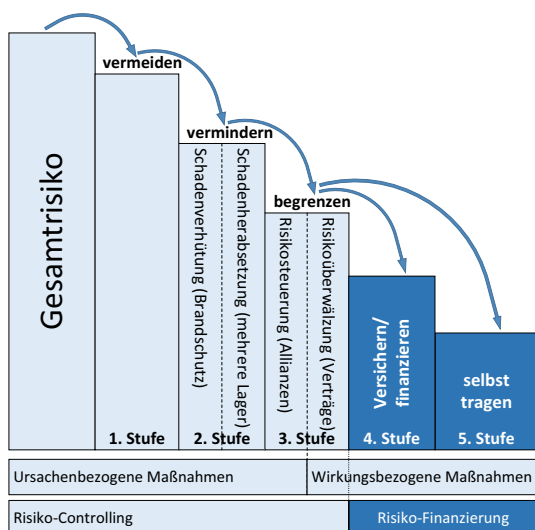 Gesamtrisiko
vermeiden
1. Stufe
vermindern
Schadenverhütung (Brandschutz)
Schadenherabsetzung (mehrere Lager)
2. Stufe
begrenzen
Risikosteuerung (Allianzen)
Risikoüberwälzung (Verträge)
3. Stufe
Versichern/
finanzieren
4. Stufe
selbst
tragen
5. Stufe
Ursachenbezogene Maßnahmen
Wirkungsbezogene Maßnahmen
Risiko-Controlling
Risiko-Finanzierung